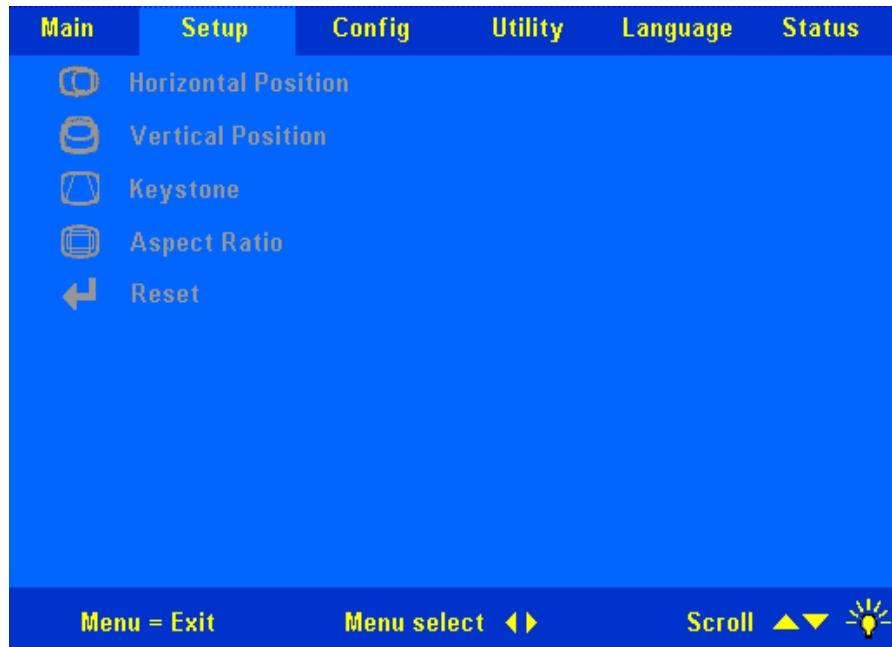 Main Setup Config Utility Language Status
Horizontal Position
Vertical Position
Keystone
Aspect Ratio
Reset
Menu = Exit Menu select Scroll